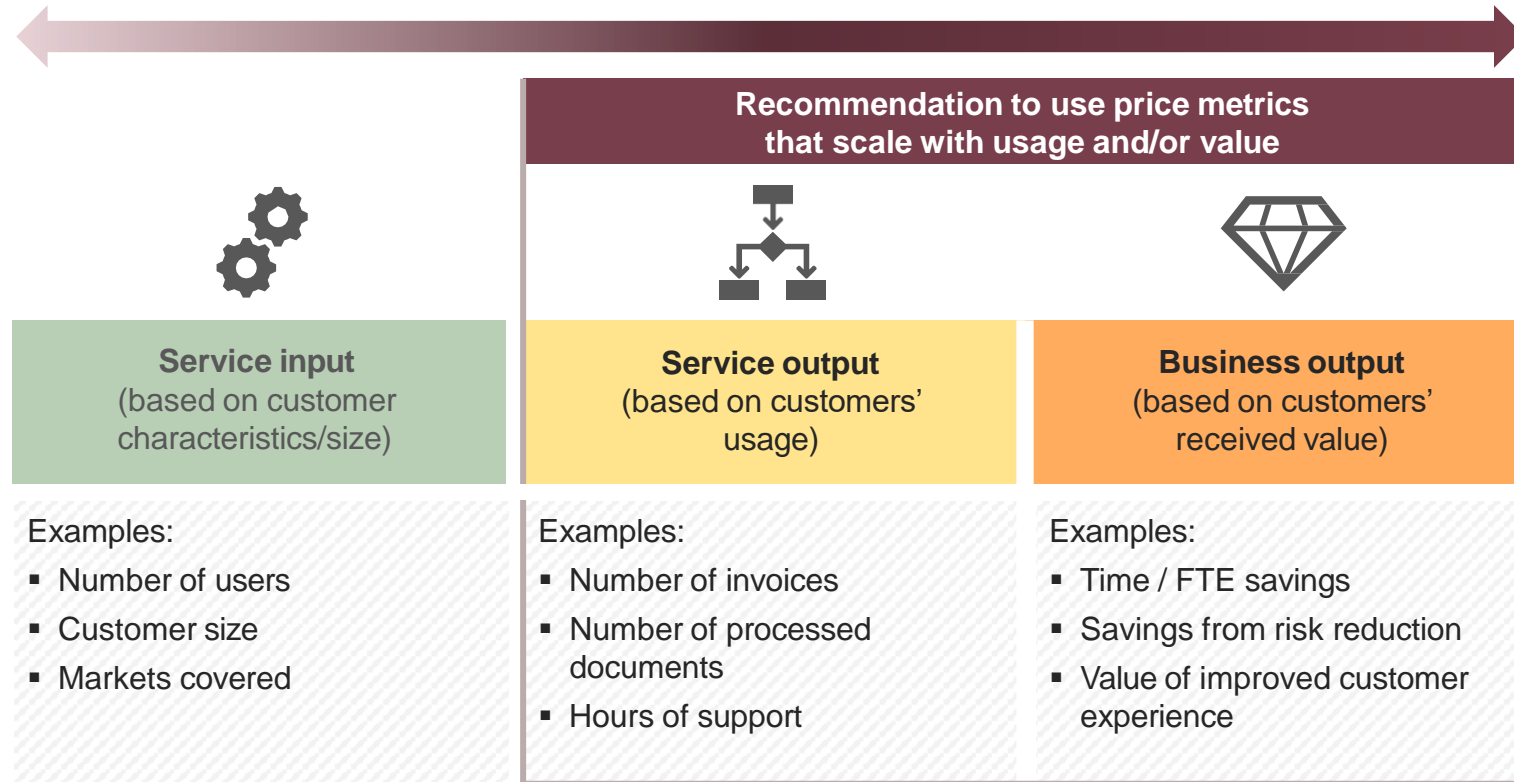 Recommendation to use price metrics
that scale with usage and/or value
Service input
(based on customer
characteristics/size)
Service output
(based on customers’
usage)
Business output
(based on customers’
received value)
Examples:
▪ Number of users
▪ Customer size
▪ Markets covered
Examples:
▪ Number of invoices
▪ Number of processed
documents
▪ Hours of support
Examples:
▪ Time / FTE savings
▪ Savings from risk reduction
▪ Value of improved customer
experience